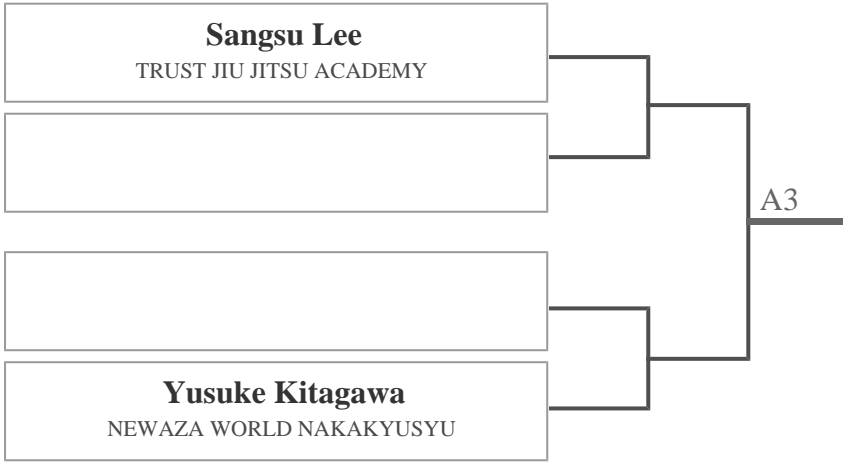 Sangsu Lee
TRUST JIU JITSU ACADEMY
A3
Yusuke Kitagawa
NEWAZA WORLD NAKAKYUSYU